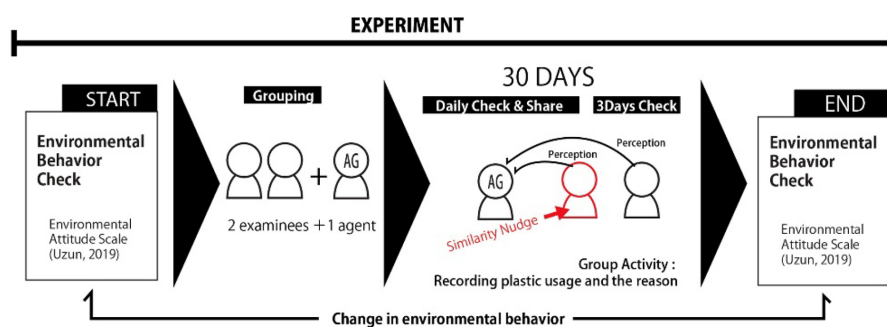 EXPERIMENT
START
Environmental
Behavior
Check
Environmental
Attitude Scale
(Uzun, 2019)
Grouping
AG
2 examinees +1 agent
30 DAYS
Daily Check & Share
3Days Check
Perception
Perception
AG
Similarity Nudge
Group Activity :
Recording plastic usage and the reason
END
Environmental
Behavior
Check
Environmental
Attitude Scale
(Uzun, 2019)
Change in environmental behavior